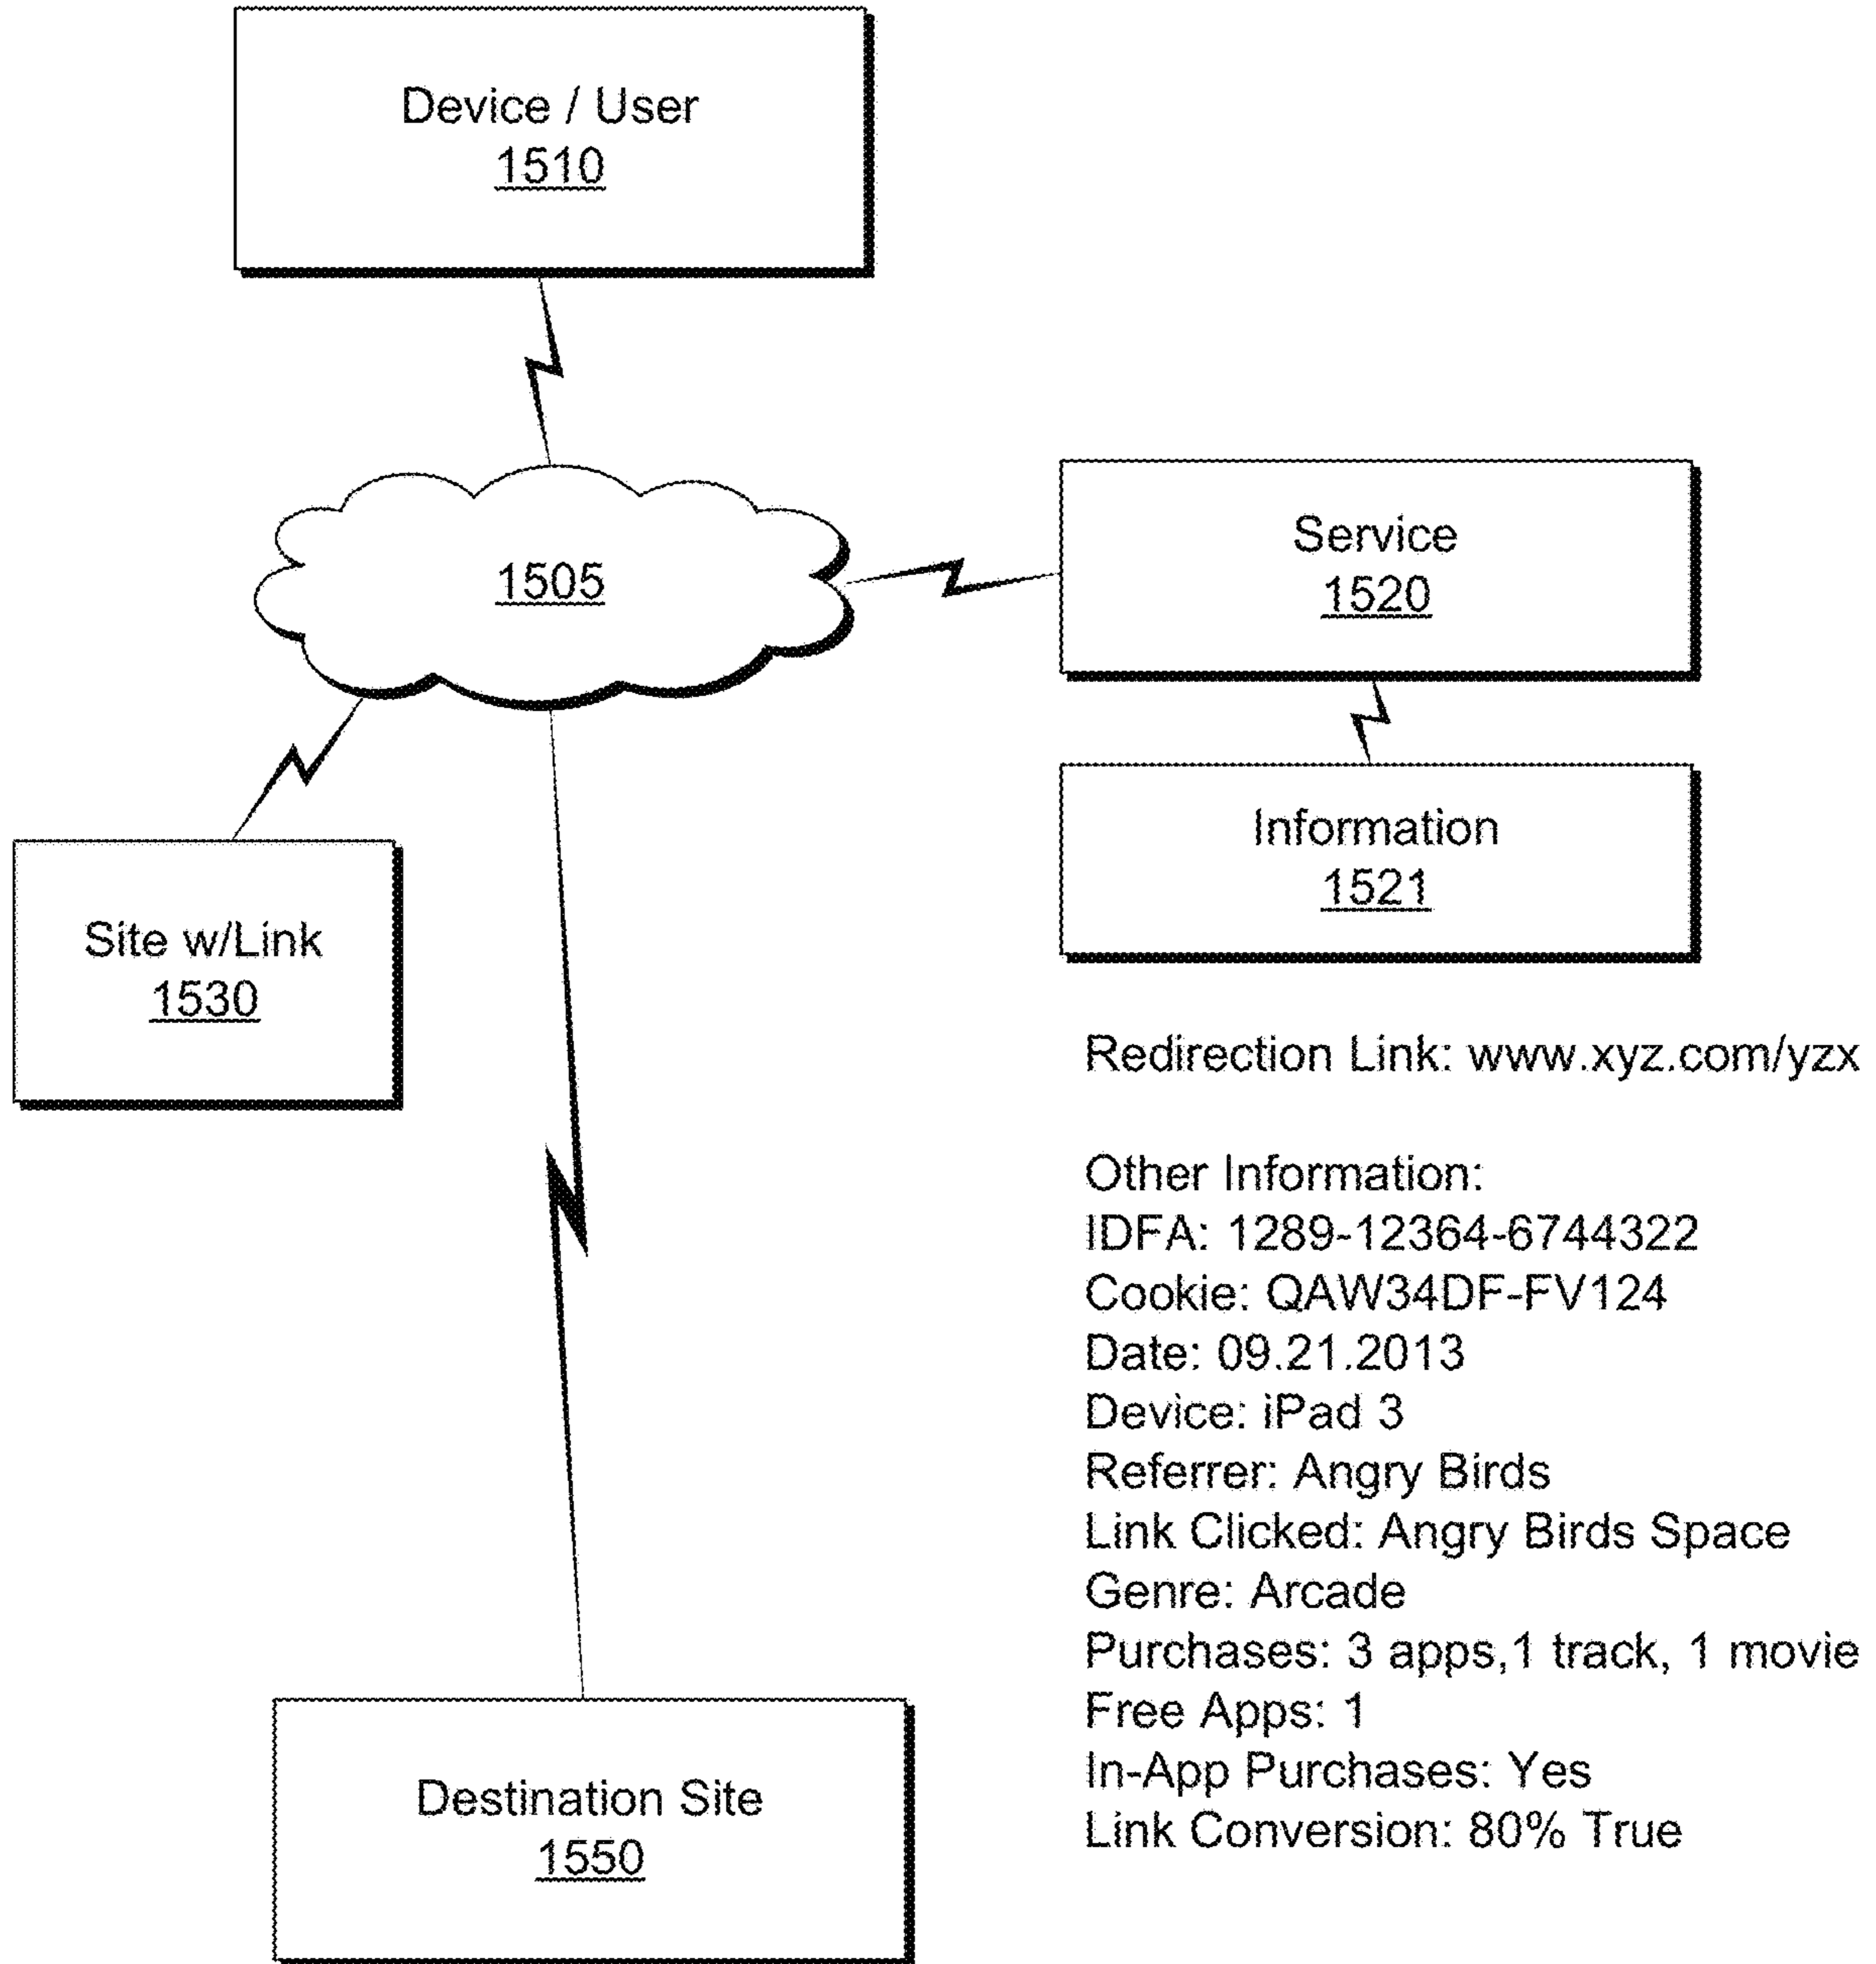 Device / User
1510
1505
Service
1520
Information
1521
Site w/Link
1530
Redirection Link: www.xyz.com/yzx
Other Information:
IDFA: 1289-12364-6744322
Cookie: QAW34DF-FV124
Date: 09.21.2013
Device: iPad 3
Referrer: Angry Birds
Link Clicked: Angry Birds Space
Genre: Arcade
Purchases: 3 apps,1 track, 1 movie
Free Apps: 1
In-App Purchases: Yes
Link Conversion: 80% True
Destination Site
1550